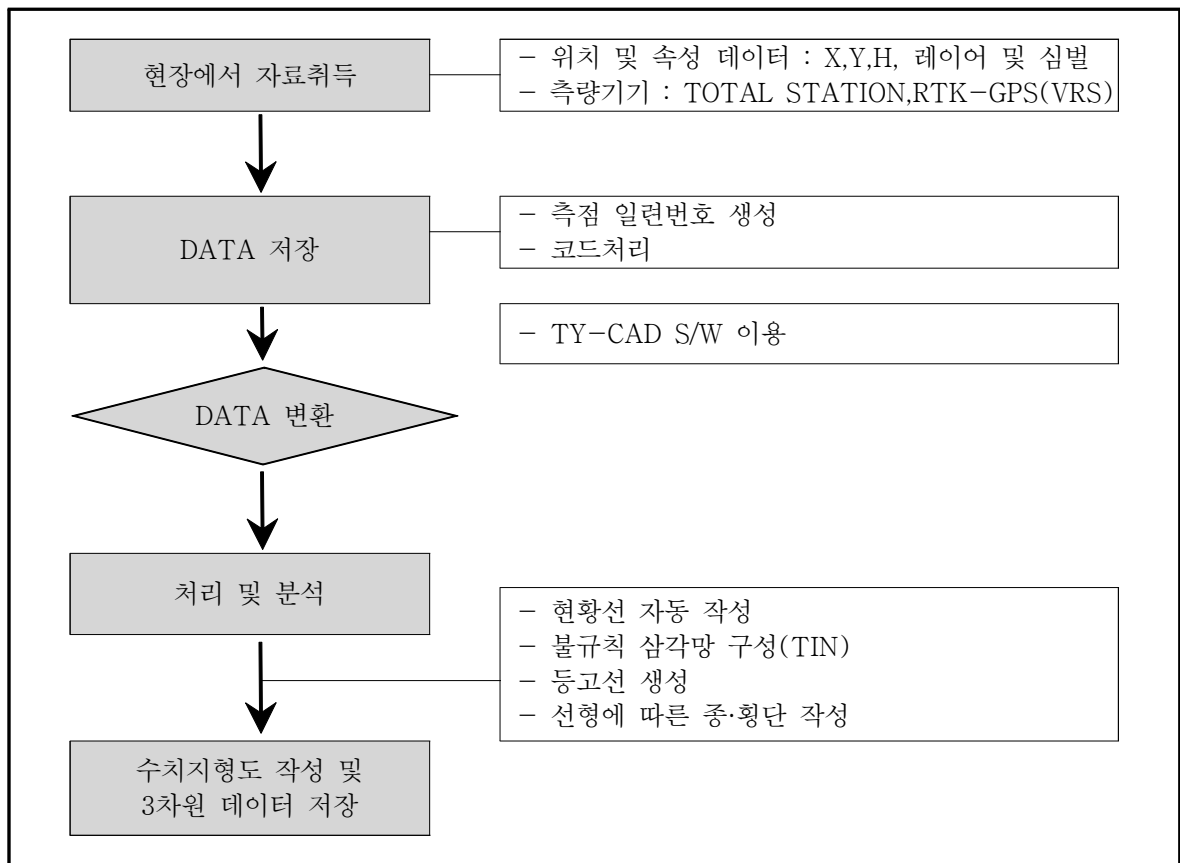 현장에서 자료취득
− 위치 및 속성 데이터 : X,Y,H, 레이어 및 심벌
− 측량기기 : TOTAL STATION,RTK−GPS(VRS)
DATA 저장
− 측점 일련번호 생성
− 코드처리
− TY−CAD S/W 이용
DATA 변환
처리 및 분석
− 현황선 자동 작성
− 불규칙 삼각망 구성(TIN)
− 등고선 생성
− 선형에 따른 종·횡단 작성
수치지형도 작성 및
3차원 데이터 저장